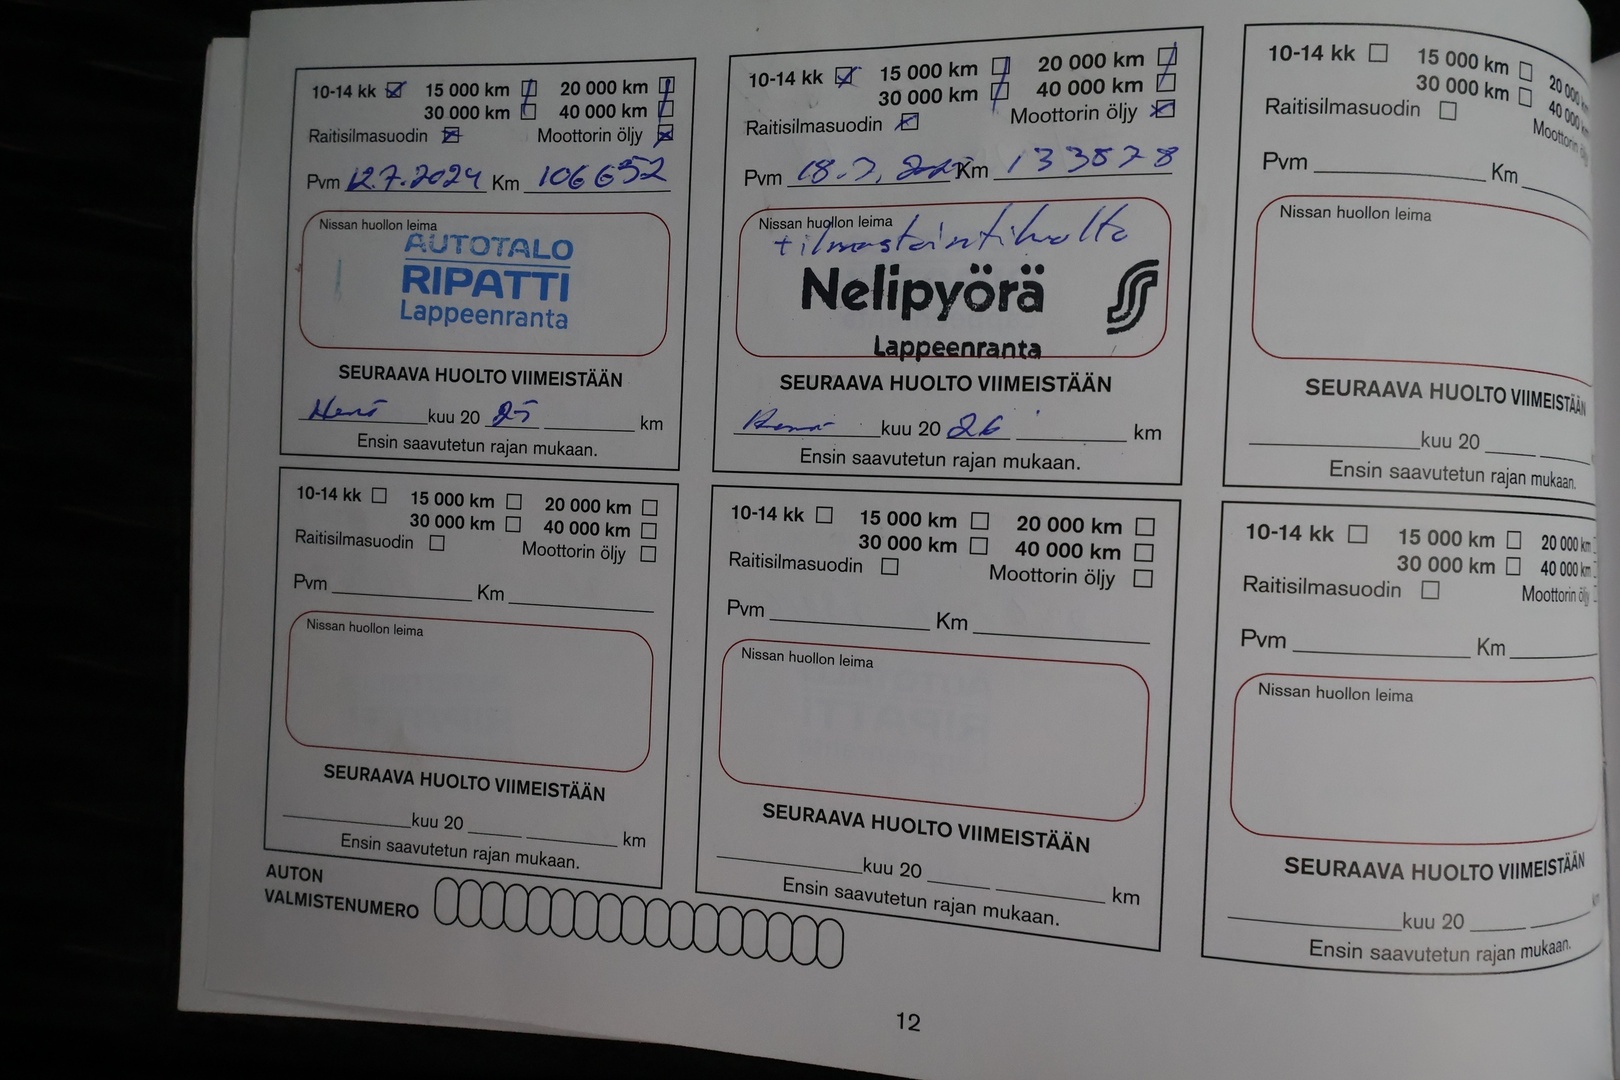 10-14 kk 15 000 km 20 000 km
30 000 km 40 000 km
Raitisilmasuodin Moottorin öljy
Pvm 12.7.2024 Km 106652
Nissan huollon leima
AUTOTALO
RIPATTI
Lappeenranta
SEURAAVA HUOLTO VIIMEISTÄÄN
Heinä kuu 20 25 km
Ensin saavutetun rajan mukaan.
10-14 kk 15 000 km 20 000 km
30 000 km 40 000 km
Raitisilmasuodin Moottorin öljy
Pvm 18.7. Km 133878
Nissan huollon leima
Nelipyörä
Lappeenranta
SEURAAVA HUOLTO VIIMEISTÄÄN
kuu 20 26 km
Ensin saavutetun rajan mukaan.
10-14 kk 15 000 km 20 000 km
30 000 km 40 000 km
Raitisilmasuodin Moottorin öljy
Pvm Km
Nissan huollon leima
SEURAAVA HUOLTO VIIMEISTÄÄN
kuu 20
Ensin saavutetun rajan mukaan.
10-14 kk 15 000 km 20 000 km
30 000 km 40 000 km
Raitisilmasuodin Moottorin öljy
Pvm Km
Nissan huollon leima
SEURAAVA HUOLTO VIIMEISTÄÄN
kuu 20 km
Ensin saavutetun rajan mukaan.
10-14 kk 15 000 km 20 000 km
30 000 km 40 000 km
Raitisilmasuodin Moottorin öljy
Pvm Km
Nissan huollon leima
SEURAAVA HUOLTO VIIMEISTÄÄN
kuu 20 km
Ensin saavutetun rajan mukaan.
10-14 kk 15 000 km 20 000 km
30 000 km 40 000 km
Raitisilmasuodin Moottorin öljy
Pvm Km
Nissan huollon leima
SEURAAVA HUOLTO VIIMEISTÄÄN
kuu 20 km
Ensin saavutetun rajan mukaan.
AUTON
VALMISTENUMERO
12